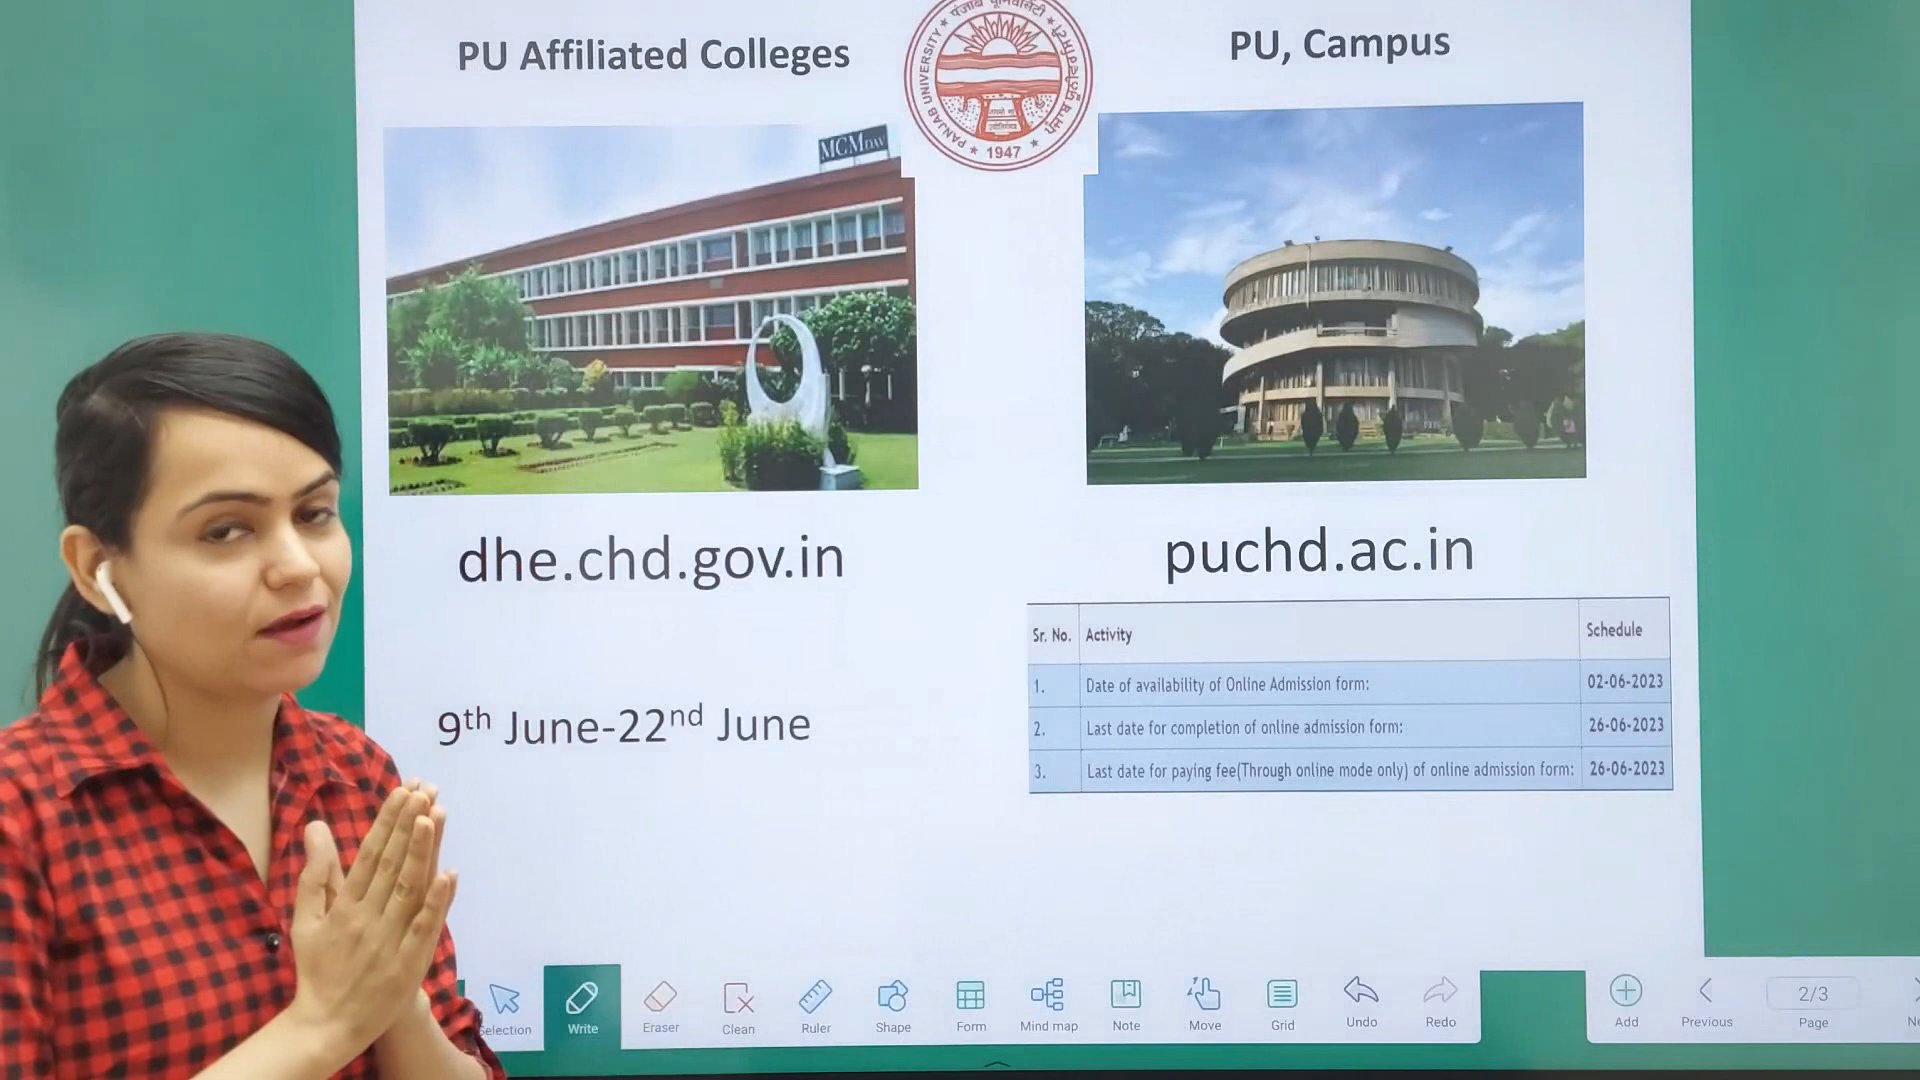 PU Affiliated Colleges
PU, Campus
पंजाब यूनिवर्सिटी
PANJAB UNIVERSITY
ਪੰਜਾਬ ਯੂਨੀਵਰਸਿਟੀ
1947
MCM DAV
dhe.chd.gov.in
puchd.ac.in
9th June-22nd June
Sr. No. Activity Schedule
1. Date of availability of Online Admission form: 02-06-2023
2. Last date for completion of online admission form: 26-06-2023
3. Last date for paying fee(Through online mode only) of online admission form: 26-06-2023
Selection Write Eraser Clean Ruler Shape Form Mind map Note Move Grid Undo Redo
Add Previous 2/3 Page